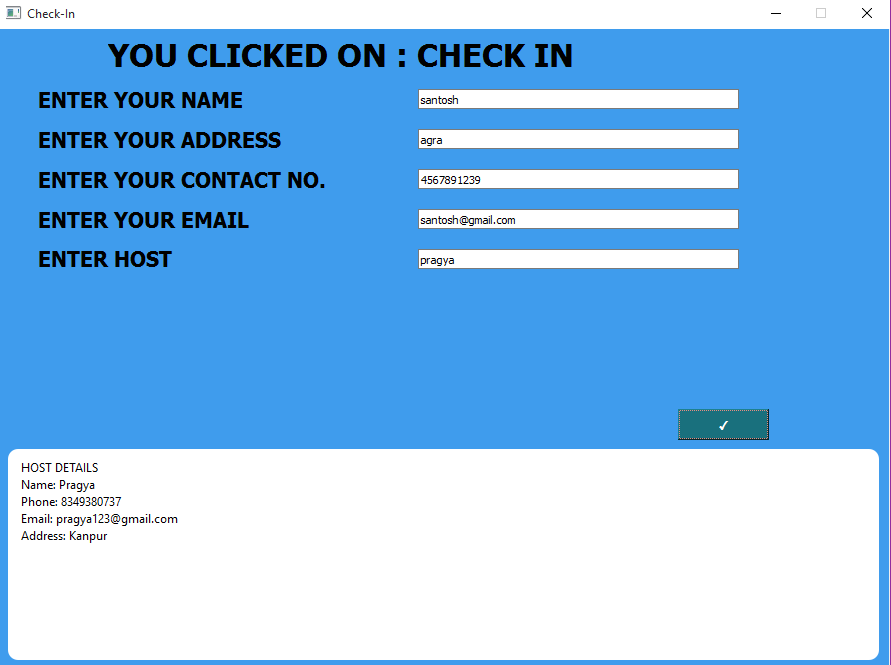 Check-In
YOU CLICKED ON : CHECK IN
ENTER YOUR NAME santosh
ENTER YOUR ADDRESS agra
ENTER YOUR CONTACT NO. 4567891239
ENTER YOUR EMAIL santosh@gmail.com
ENTER HOST pragya
✓
HOST DETAILS
Name: Pragya
Phone: 8349380737
Email: pragya123@gmail.com
Address: Kanpur